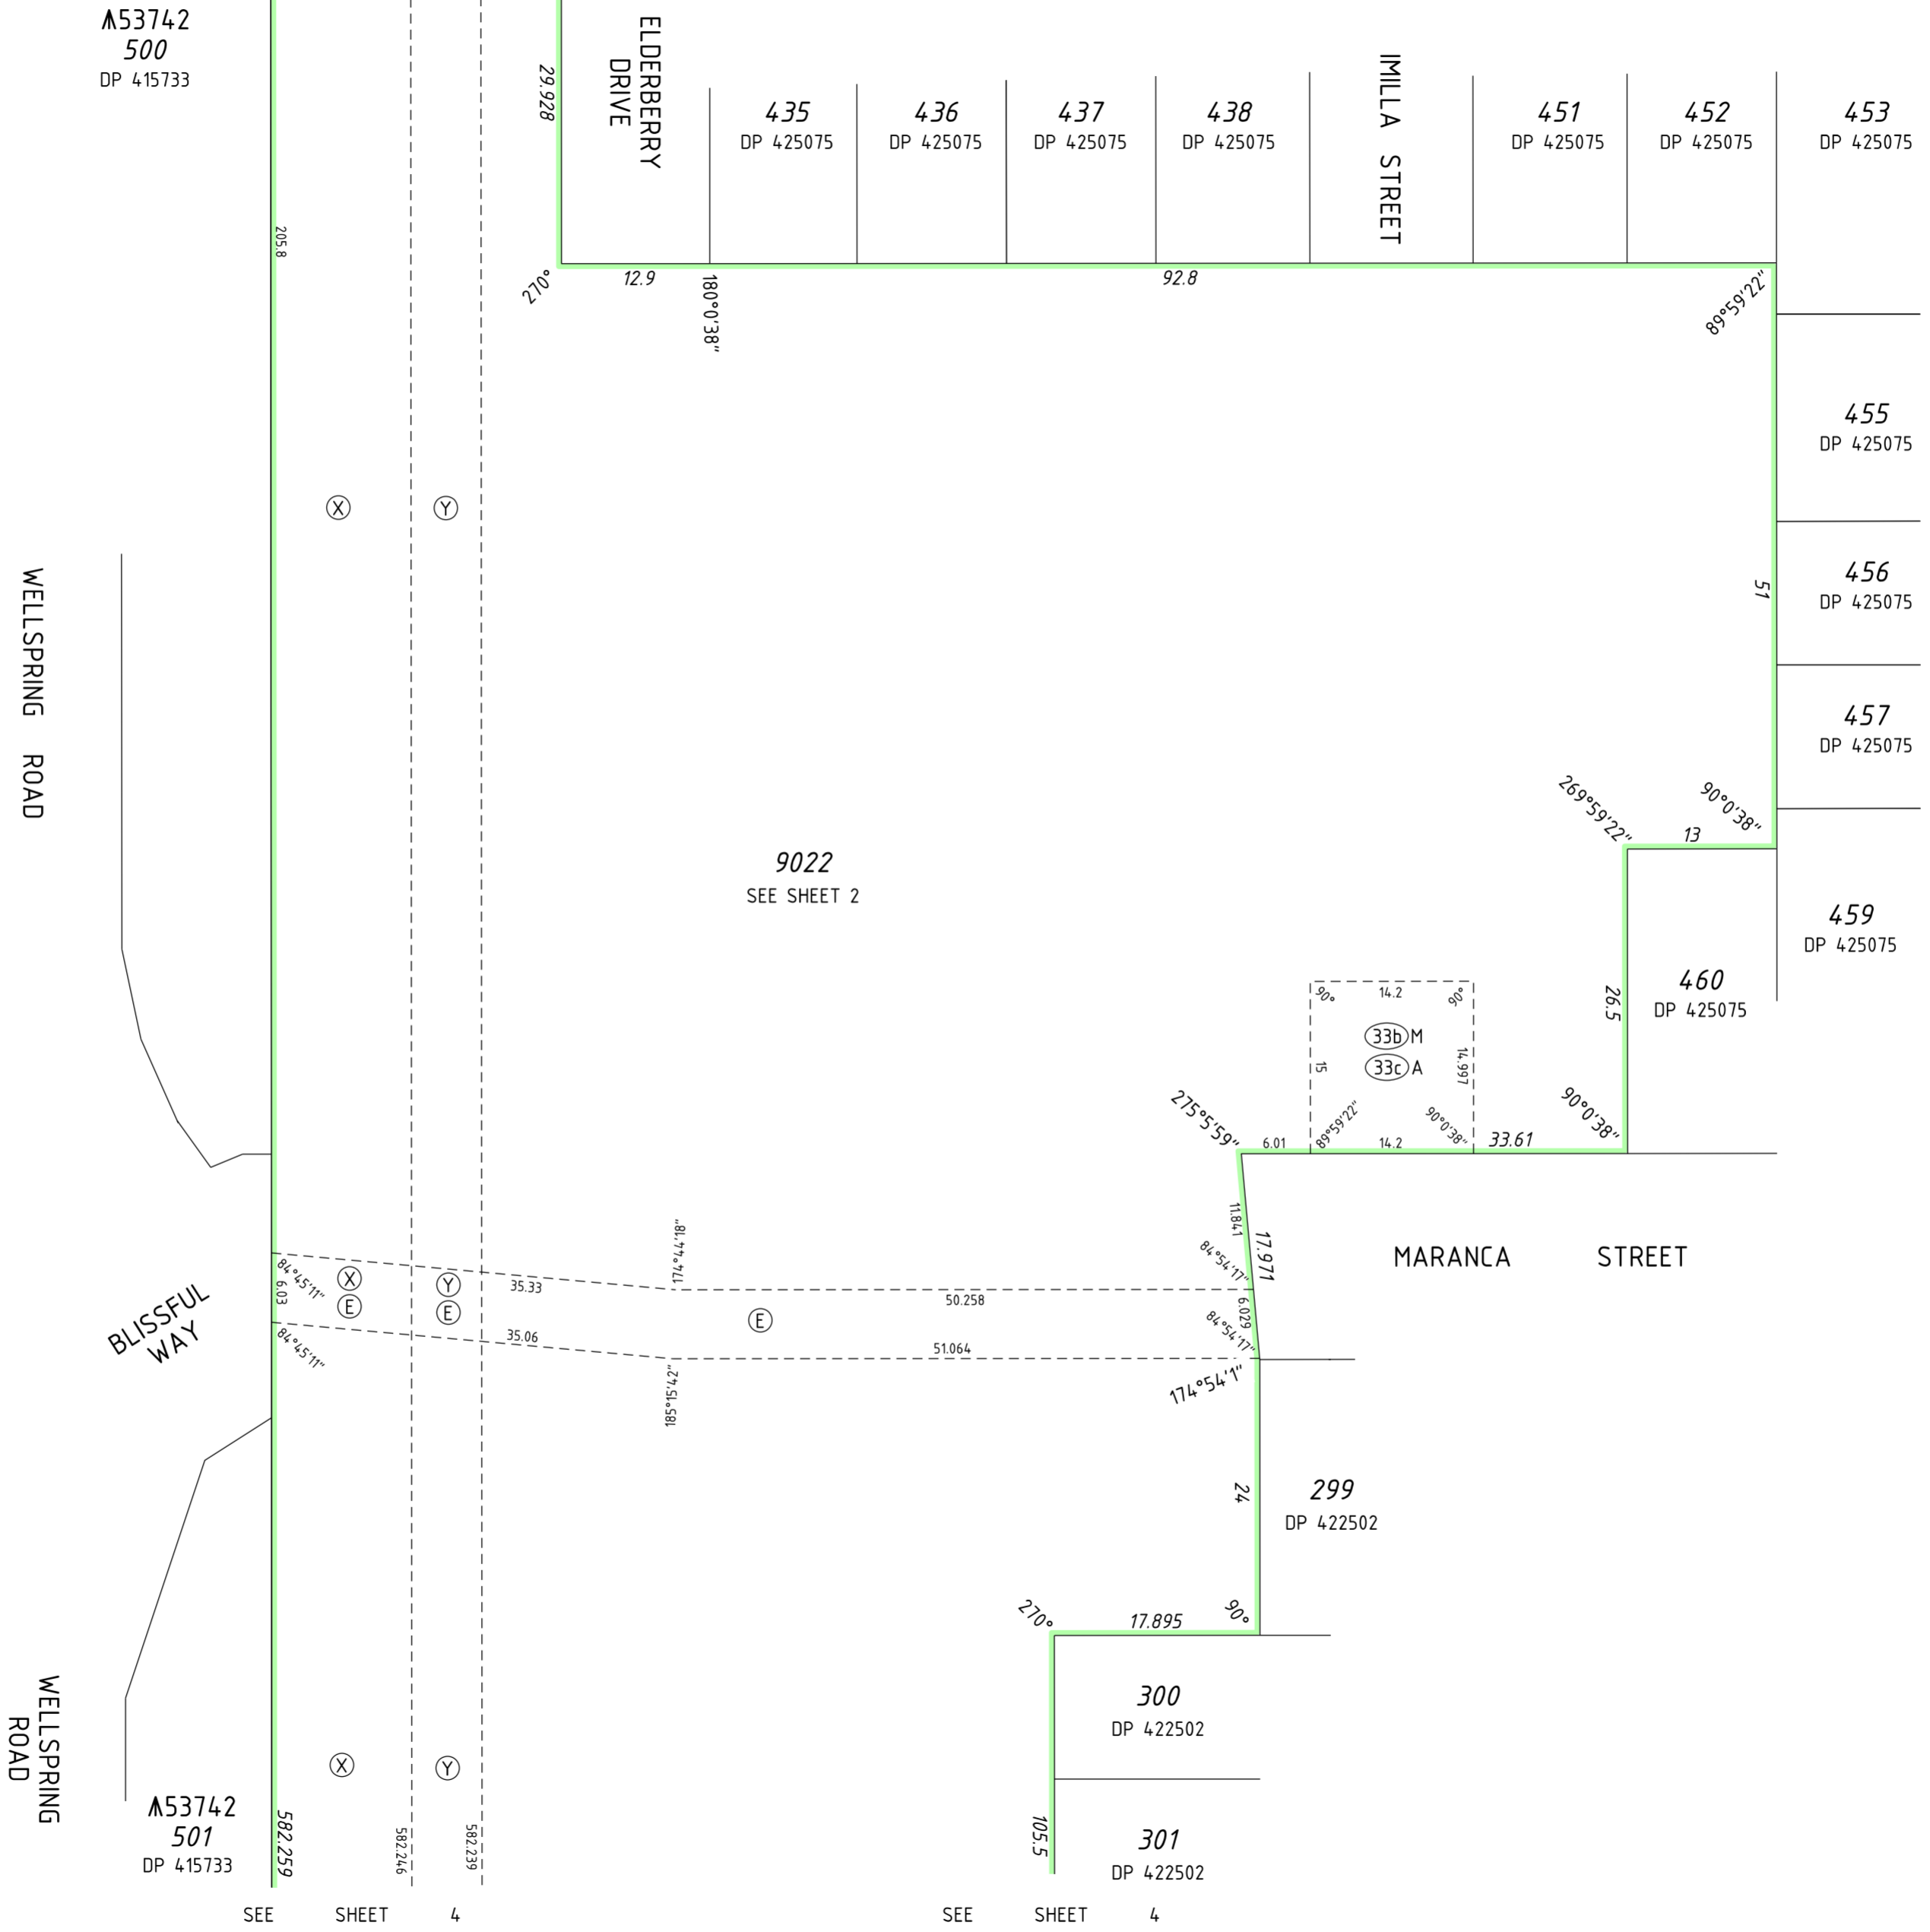 ⩚53742
500
DP 415733
29.928
ELDERBERRY
DRIVE
435
DP 425075
436
DP 425075
437
DP 425075
438
DP 425075
IMILLA STREET
451
DP 425075
452
DP 425075
453
DP 425075
205.8
270°
12.9
180°0'38"
92.8
89°59'22"
455
DP 425075
X
Y
WELLSPRING ROAD
51
456
DP 425075
457
DP 425075
269°59'22"
90°0'38"
13
9022
SEE SHEET 2
459
DP 425075
26.5
460
DP 425075
90°
14.2
90°
33b M
33c A
15
14.997
275°5'59"
6.01
89°59'22"
14.2
90°0'38"
33.61
90°0'38"
11.841
17.971
MARANCA STREET
174°44'18"
84°54'17"
84°45'11"
6.03
X
E
Y
E
35.33
50.258
E
6.029
84°54'17"
BLISSFUL
WAY
84°45'11"
35.06
51.064
185°15'42"
174°54'1"
24
299
DP 422502
270°
17.895
90°
WELLSPRING
ROAD
300
DP 422502
X
Y
⩚53742
501
DP 415733
582.259
582.246
582.239
105.5
301
DP 422502
SEE SHEET 4
SEE SHEET 4